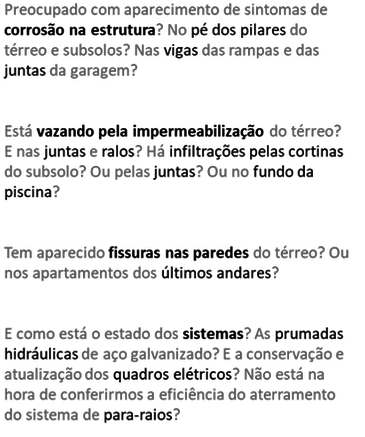 Preocupado com aparecimento de sintomas de
corrosão na estrutura? No pé dos pilares do
térreo e subsolos? Nas vigas das rampas e das
juntas da garagem?
Está vazando pela impermeabilização do térreo?
E nas juntas e ralos? Há infiltrações pelas cortinas
do subsolo? Ou pelas juntas? Ou no fundo da
piscina?
Tem aparecido fissuras nas paredes do térreo? Ou
nos apartamentos dos últimos andares?
E como está o estado dos sistemas? As prumadas
hidráulicas de aço galvanizado? E a conservação e
atualização dos quadros elétricos? Não está na
hora de conferirmos a eficiência do aterramento
do sistema de para-raios?